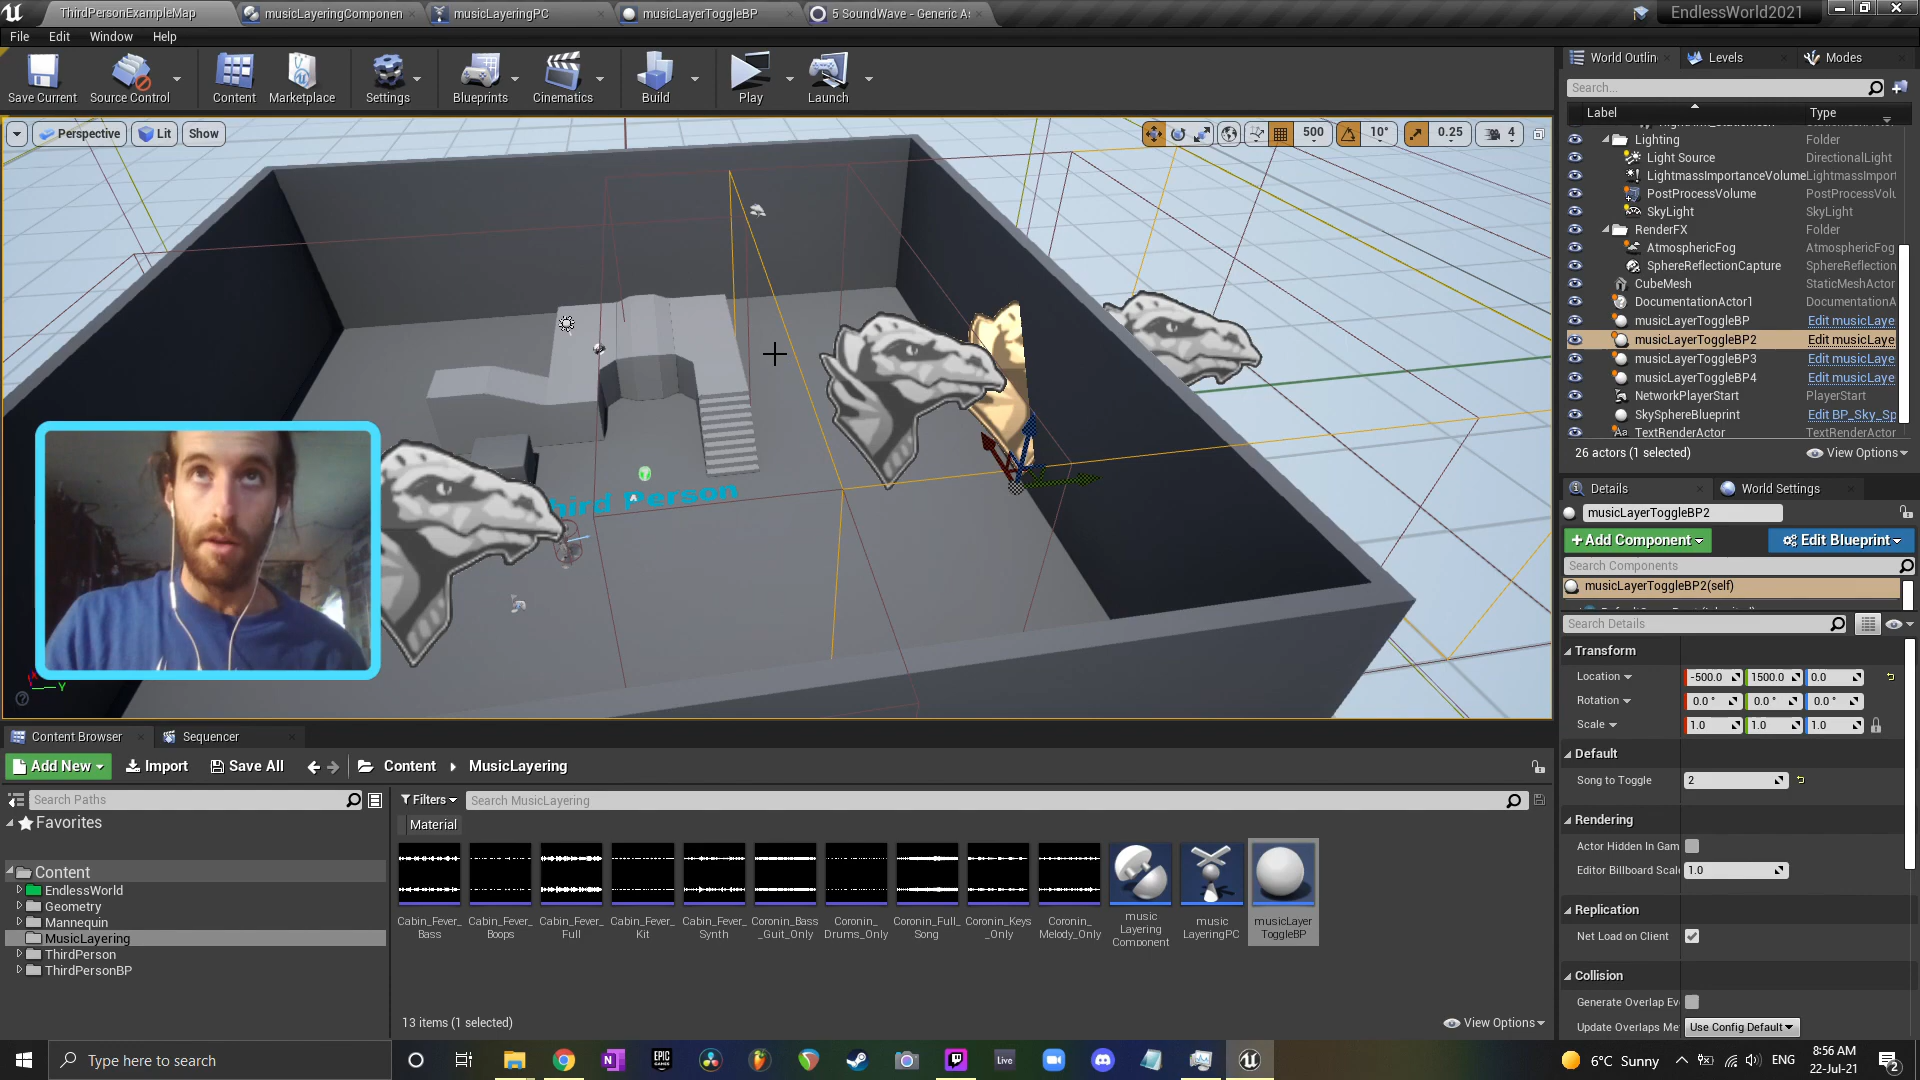 ThirdPersonExampleMap
musicLayeringComponen
musicLayeringPC
musicLayerToggleBP
5 SoundWave - Generic As
EndlessWorld2021
File Edit Window Help
Save Current
Source Control
Content
Marketplace
Settings
Blueprints
Cinematics
Build
Play
Launch
World Outlin
Levels
Modes
Search...
Label
Type
Perspective
Lit
Show
500
10°
0.25
4
Lighting Folder
Light Source DirectionalLight
LightmassImportanceVolume LightmassImport
PostProcessVolume PostProcessVolu
SkyLight SkyLight
RenderFX Folder
AtmosphericFog AtmosphericFog
SphereReflectionCapture SphereReflection
CubeMesh StaticMeshActor
DocumentationActor1 DocumentationA
musicLayerToggleBP Edit musicLaye
musicLayerToggleBP2 Edit musicLaye
musicLayerToggleBP3 Edit musicLaye
musicLayerToggleBP4 Edit musicLaye
NetworkPlayerStart PlayerStart
SkySphereBlueprint Edit BP_Sky_Sp
TextRenderActor TextRenderActor
26 actors (1 selected)
View Options
hird Person
Y
Details
World Settings
musicLayerToggleBP2
+ Add Component
Edit Blueprint
Search Components
musicLayerToggleBP2(self)
Search Details
Transform
Location -500.0 1500.0 0.0
Rotation 0.0 ° 0.0 ° 0.0 °
Scale 1.0 1.0 1.0
Default
Song to Toggle 2
Rendering
Actor Hidden In Gam
Editor Billboard Scale 1.0
Replication
Net Load on Client
Collision
Generate Overlap Ev
Update Overlaps Me Use Config Default
Content Browser
Sequencer
Add New
Import
Save All
Content
MusicLayering
Search Paths
Filters
Search MusicLayering
Material
Favorites
Content
EndlessWorld
Geometry
Mannequin
MusicLayering
ThirdPerson
ThirdPersonBP
Cabin_Fever_
Bass
Cabin_Fever_
Boops
Cabin_Fever_
Full
Cabin_Fever_
Kit
Cabin_Fever_
Synth
Coronin_Bass
_Guit_Only
Coronin_
Drums_Only
Coronin_Full_
Song
Coronin_Keys
_Only
Coronin_
Melody_Only
music
Layering
Component
music
LayeringPC
musicLayer
ToggleBP
13 items (1 selected)
View Options
Type here to search
EPIC
GAMES
Live
6°C Sunny
ENG
8:56 AM
22-Jul-21
2